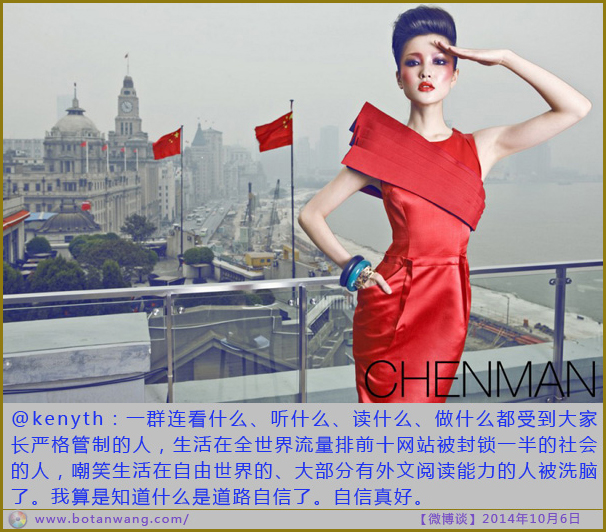 CHENMAN
@kenyth：一群连看什么、听什么、读什么、做什么都受到大家
长严格管制的人，生活在全世界流量排前十网站被封锁一半的社会
的人，嘲笑生活在自由世界的、大部分有外文阅读能力的人被洗脑
了。我算是知道什么是道路自信了。自信真好。
www.botanwang.com/ 【微博谈】2014年10月6日